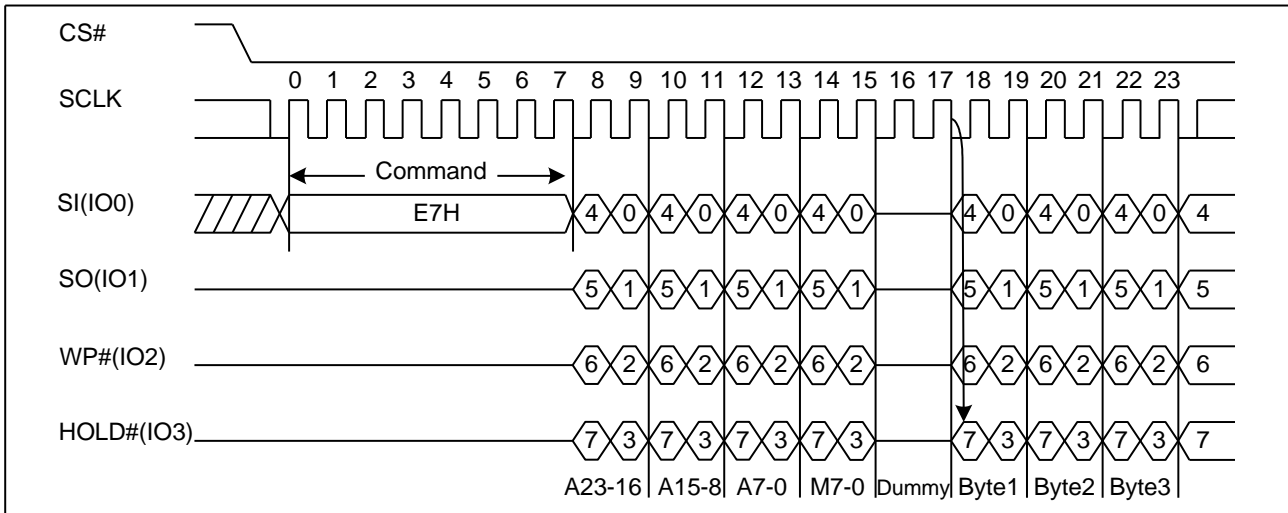 CS#
0 1 2 3 4 5 6 7 8 9 10 11 12 13 14 15 16 17 18 19 20 21 22 23
SCLK
Command
SI(IO0) E7H 4 0 4 0 4 0 4 0 4 0 4 0 4 0 4
SO(IO1) 5 1 5 1 5 1 5 1 5 1 5 1 5 1 5
WP#(IO2) 6 2 6 2 6 2 6 2 6 2 6 2 6 2 6
HOLD#(IO3) 7 3 7 3 7 3 7 3 7 3 7 3 7 3 7
A23-16 A15-8 A7-0 M7-0 Dummy Byte1 Byte2 Byte3